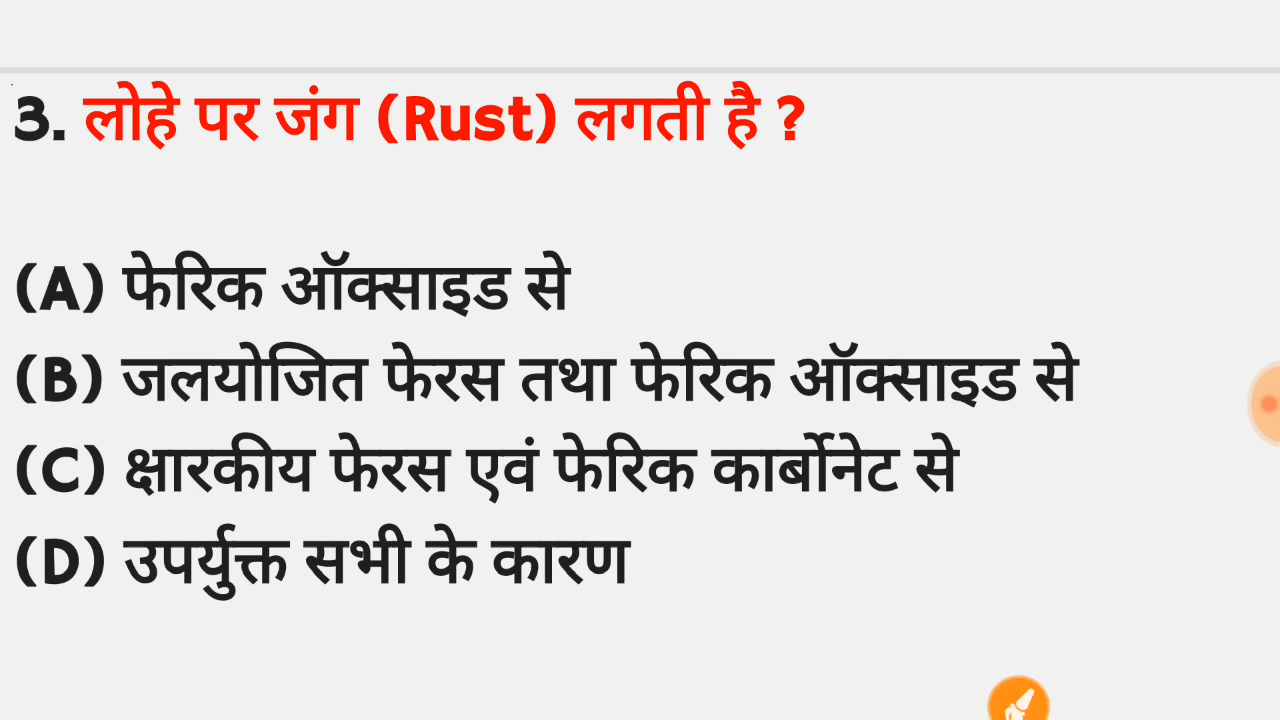 3. लोहे पर जंग (Rust) लगती है ?
(A) फेरिक ऑक्साइड से
(B) जलयोजित फेरस तथा फेरिक ऑक्साइड से
(C) क्षारकीय फेरस एवं फेरिक कार्बोनेट से
(D) उपर्युक्त सभी के कारण